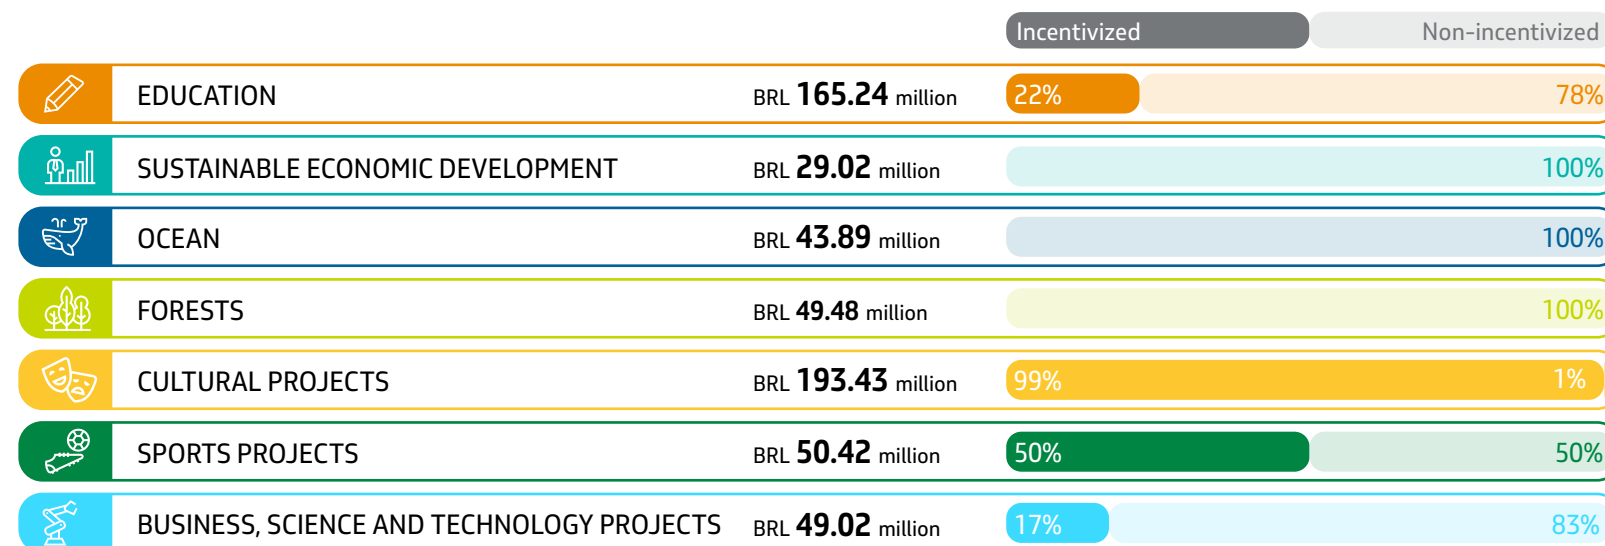 Incentivized Non-incentivized
EDUCATION BRL 165.24 million 22% 78%
SUSTAINABLE ECONOMIC DEVELOPMENT BRL 29.02 million 100%
OCEAN BRL 43.89 million 100%
FORESTS BRL 49.48 million 100%
CULTURAL PROJECTS BRL 193.43 million 99% 1%
SPORTS PROJECTS BRL 50.42 million 50% 50%
BUSINESS, SCIENCE AND TECHNOLOGY PROJECTS BRL 49.02 million 17% 83%